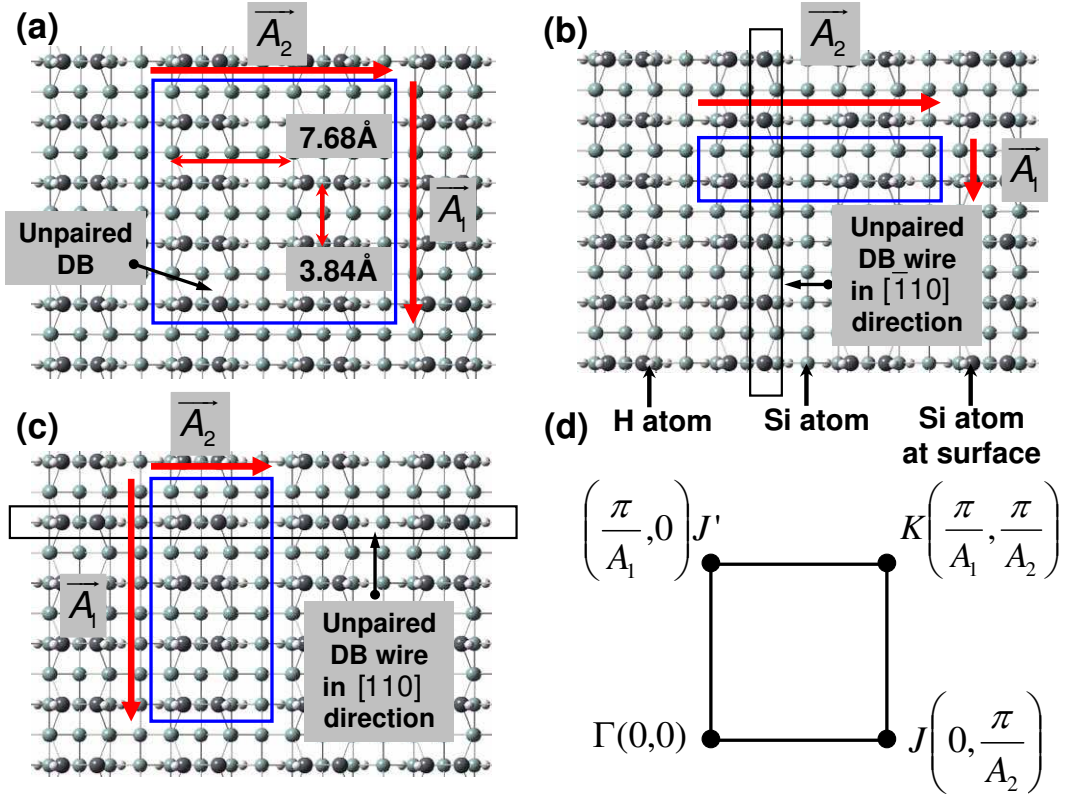 (a)
A₂
7.68Å
A₁
Unpaired
DB
3.84Å
(b)
A₂
A₁
Unpaired
DB wire
in [1̅10]
direction
H atom
Si atom
Si atom
at surface
(c)
A₂
A₁
Unpaired
DB wire
in [110]
direction
(d)
(π/A₁, 0) J'
K(π/A₁, π/A₂)
Γ(0,0)
J(0, π/A₂)